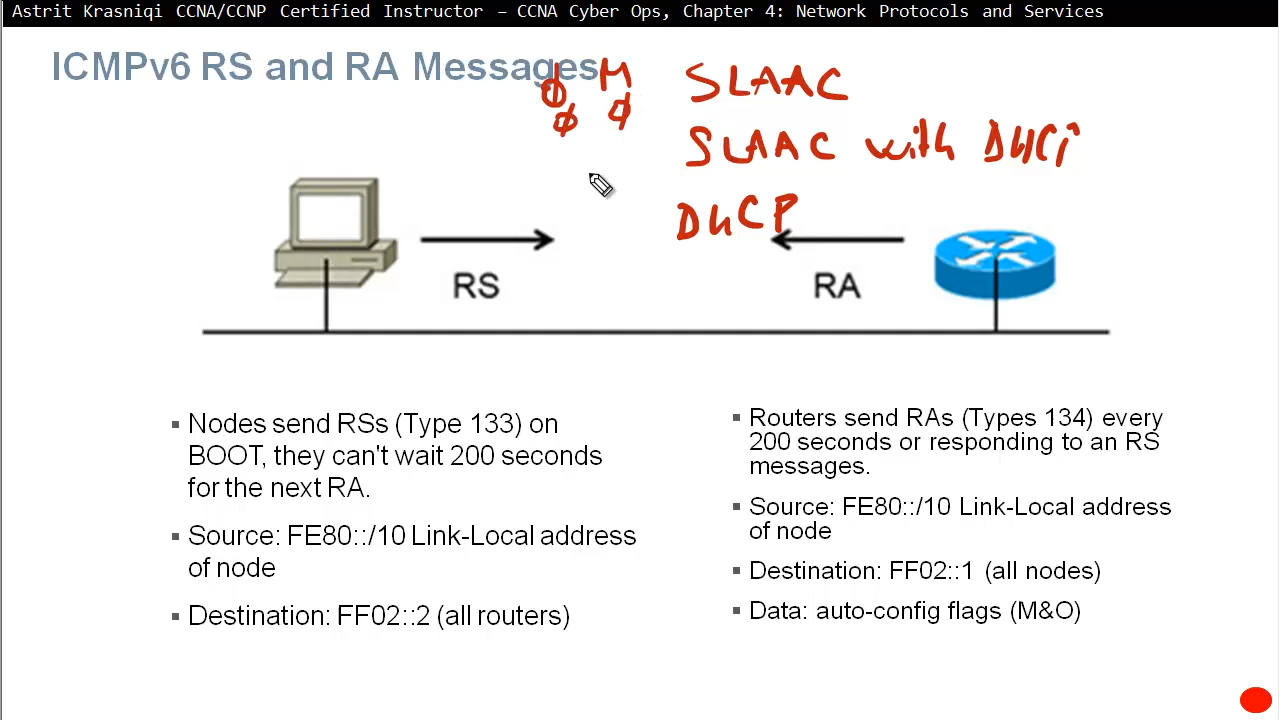 Astrit Krasniqi CCNA/CCNP Certified Instructor – CCNA Cyber Ops, Chapter 4: Network Protocols and Services
ICMPv6 RS and RA Messages
M SLAAC
SLAAC with
DHCP
RS
RA
▪ Nodes send RSs (Type 133) on
BOOT, they can't wait 200 seconds
for the next RA.
▪ Source: FE80::/10 Link-Local address
of node
▪ Destination: FF02::2 (all routers)
▪ Routers send RAs (Types 134) every
200 seconds or responding to an RS
messages.
▪ Source: FE80::/10 Link-Local address
of node
▪ Destination: FF02::1 (all nodes)
▪ Data: auto-config flags (M&O)